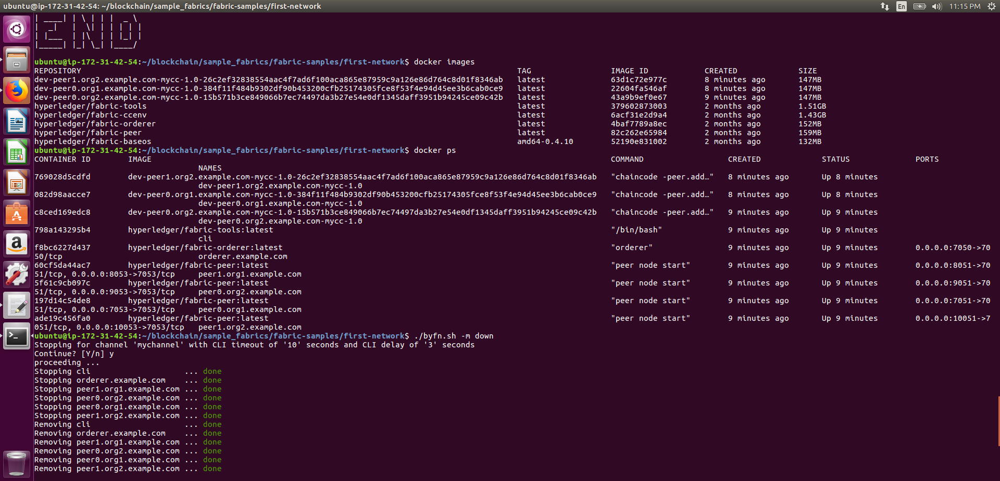 ubuntu@ip-172-31-42-54: ~/blockchain/sample_fabrics/fabric-samples/first-network En 11:15 PM
| ____| | \ | | |  _ \
|  _|   |  \| | | | | |
| |___  | |\  | | |_| |
|_____| |_| \_| |____/
ubuntu@ip-172-31-42-54:~/blockchain/sample_fabrics/fabric-samples/first-network$ docker images
REPOSITORY TAG IMAGE ID CREATED SIZE
dev-peer1.org2.example.com-mycc-1.0-26c2ef32838554aac4f7ad6f100aca865e87959c9a126e86d764c8d01f8346ab latest 63d1c72e977c 8 minutes ago 147MB
dev-peer0.org1.example.com-mycc-1.0-384f11f484b9302df90b453200cfb25174305fce8f53f4e94d45ee3b6cab0ce9 latest 22604fa546af 8 minutes ago 147MB
dev-peer0.org2.example.com-mycc-1.0-15b571b3ce849066b7ec74497da3b27e54e0df1345daff3951b94245ce09c42b latest 43a9b9ef0e67 9 minutes ago 147MB
hyperledger/fabric-tools latest 379602873003 2 months ago 1.51GB
hyperledger/fabric-ccenv latest 6acf31e2d9a4 2 months ago 1.43GB
hyperledger/fabric-orderer latest 4baf7789a8ec 2 months ago 152MB
hyperledger/fabric-peer latest 82c262e65984 2 months ago 159MB
hyperledger/fabric-baseos amd64-0.4.10 52190e831002 2 months ago 132MB
ubuntu@ip-172-31-42-54:~/blockchain/sample_fabrics/fabric-samples/first-network$ docker ps
CONTAINER ID IMAGE COMMAND CREATED STATUS PORTS
NAMES
769028d5cdfd dev-peer1.org2.example.com-mycc-1.0-26c2ef32838554aac4f7ad6f100aca865e87959c9a126e86d764c8d01f8346ab "chaincode -peer.add…" 8 minutes ago Up 8 minutes
dev-peer1.org2.example.com-mycc-1.0
082d98aacce7 dev-peer0.org1.example.com-mycc-1.0-384f11f484b9302df90b453200cfb25174305fce8f53f4e94d45ee3b6cab0ce9 "chaincode -peer.add…" 8 minutes ago Up 8 minutes
dev-peer0.org1.example.com-mycc-1.0
c8ced169edc8 dev-peer0.org2.example.com-mycc-1.0-15b571b3ce849066b7ec74497da3b27e54e0df1345daff3951b94245ce09c42b "chaincode -peer.add…" 9 minutes ago Up 9 minutes
dev-peer0.org2.example.com-mycc-1.0
798a143295b4 hyperledger/fabric-tools:latest "/bin/bash" 9 minutes ago Up 9 minutes
cli
f8bc6227d437 hyperledger/fabric-orderer:latest "orderer" 9 minutes ago Up 9 minutes 0.0.0.0:7050->70
50/tcp orderer.example.com
60cf5da44ac7 hyperledger/fabric-peer:latest "peer node start" 9 minutes ago Up 9 minutes 0.0.0.0:8051->70
51/tcp, 0.0.0.0:8053->7053/tcp peer1.org1.example.com
5f61c9cb097c hyperledger/fabric-peer:latest "peer node start" 9 minutes ago Up 9 minutes 0.0.0.0:9051->70
51/tcp, 0.0.0.0:9053->7053/tcp peer0.org2.example.com
197d14c54de8 hyperledger/fabric-peer:latest "peer node start" 9 minutes ago Up 9 minutes 0.0.0.0:7051->70
51/tcp, 0.0.0.0:7053->7053/tcp peer0.org1.example.com
ade19c456fa0 hyperledger/fabric-peer:latest "peer node start" 9 minutes ago Up 9 minutes 0.0.0.0:10051->7
051/tcp, 0.0.0.0:10053->7053/tcp peer1.org2.example.com
ubuntu@ip-172-31-42-54:~/blockchain/sample_fabrics/fabric-samples/first-network$ ./byfn.sh -m down
Stopping for channel 'mychannel' with CLI timeout of '10' seconds and CLI delay of '3' seconds
Continue? [Y/n] y
proceeding ...
Stopping cli ... done
Stopping orderer.example.com ... done
Stopping peer1.org1.example.com ... done
Stopping peer0.org2.example.com ... done
Stopping peer0.org1.example.com ... done
Stopping peer1.org2.example.com ... done
Removing cli ... done
Removing orderer.example.com ... done
Removing peer1.org1.example.com ... done
Removing peer0.org2.example.com ... done
Removing peer0.org1.example.com ... done
Removing peer1.org2.example.com ... done